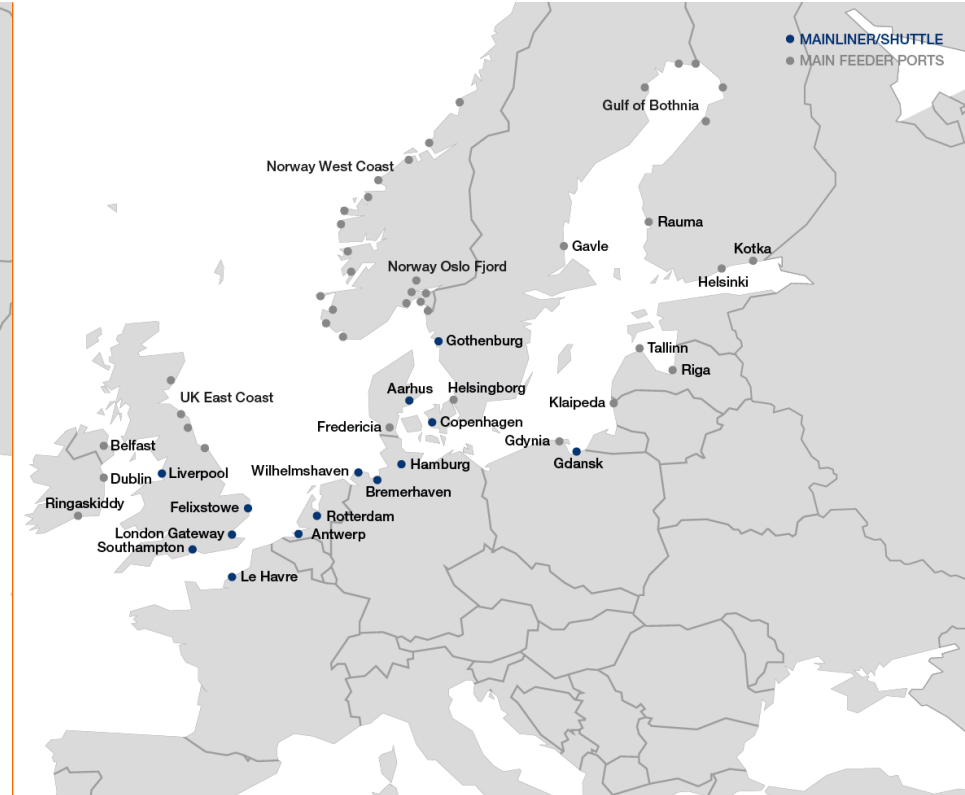 MAINLINER/SHUTTLE
MAIN FEEDER PORTS
Gulf of Bothnia
Norway West Coast
Rauma
Gavle
Kotka
Norway Oslo Fjord
Helsinki
Gothenburg
Tallinn
Riga
Aarhus
Helsingborg
UK East Coast
Klaipeda
Fredericia
Copenhagen
Belfast
Gdynia
Gdansk
Hamburg
Wilhelmshaven
Liverpool
Dublin
Bremerhaven
Ringaskiddy
Felixstowe
Rotterdam
London Gateway
Antwerp
Southampton
Le Havre